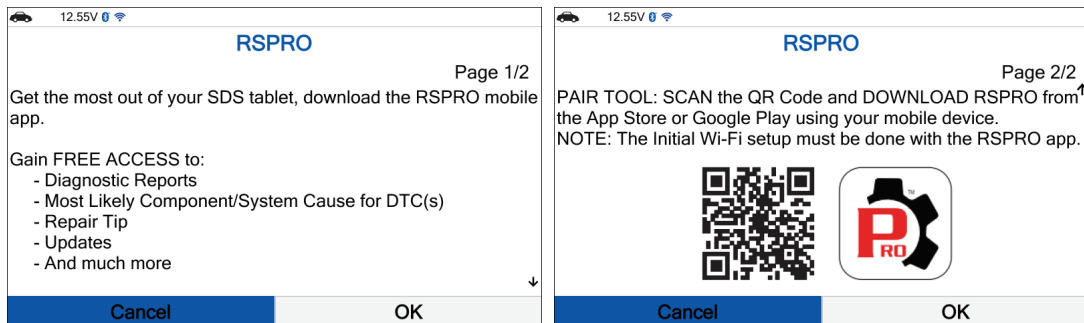 12.55V
RSPRO
Page 1/2
Get the most out of your SDS tablet, download the RSPRO mobile
app.
Gain FREE ACCESS to:
- Diagnostic Reports
- Most Likely Component/System Cause for DTC(s)
- Repair Tip
- Updates
- And much more
Cancel
OK
12.55V
RSPRO
Page 2/2
PAIR TOOL: SCAN the QR Code and DOWNLOAD RSPRO from
the App Store or Google Play using your mobile device.
NOTE: The Initial Wi-Fi setup must be done with the RSPRO app.
PRO
TM
Cancel
OK